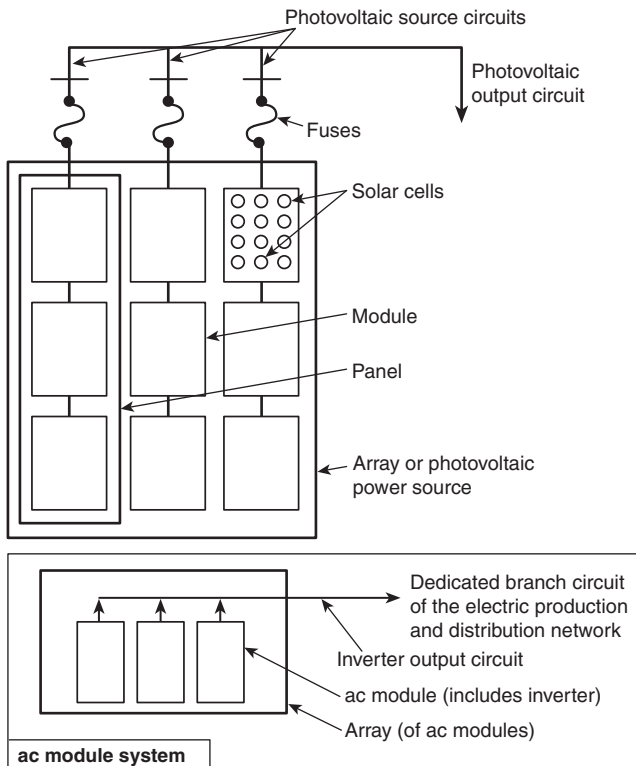 Photovoltaic source circuits
Photovoltaic
output circuit
Fuses
Solar cells
Module
Panel
Array or photovoltaic
power source
Dedicated branch circuit
of the electric production
and distribution network
Inverter output circuit
ac module (includes inverter)
Array (of ac modules)
ac module system